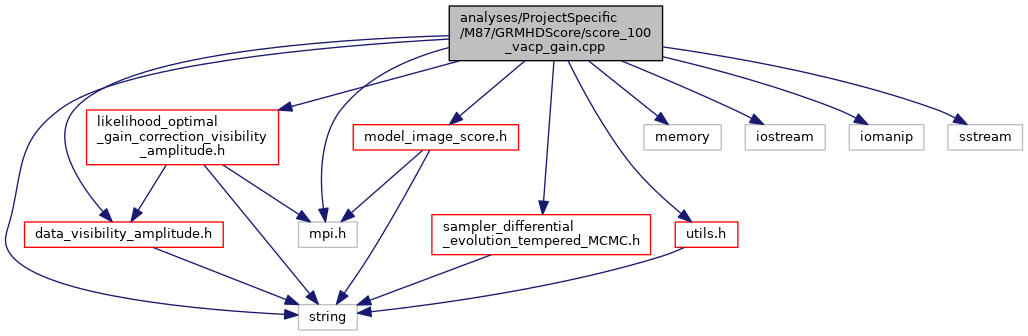 analyses/ProjectSpecific
/M87/GRMHDScore/score_100
_vacp_gain.cpp
likelihood_optimal
_gain_correction_visibility
_amplitude.h
model_image_score.h
memory
iostream
iomanip
sstream
data_visibility_amplitude.h
mpi.h
sampler_differential
_evolution_tempered_MCMC.h
utils.h
string